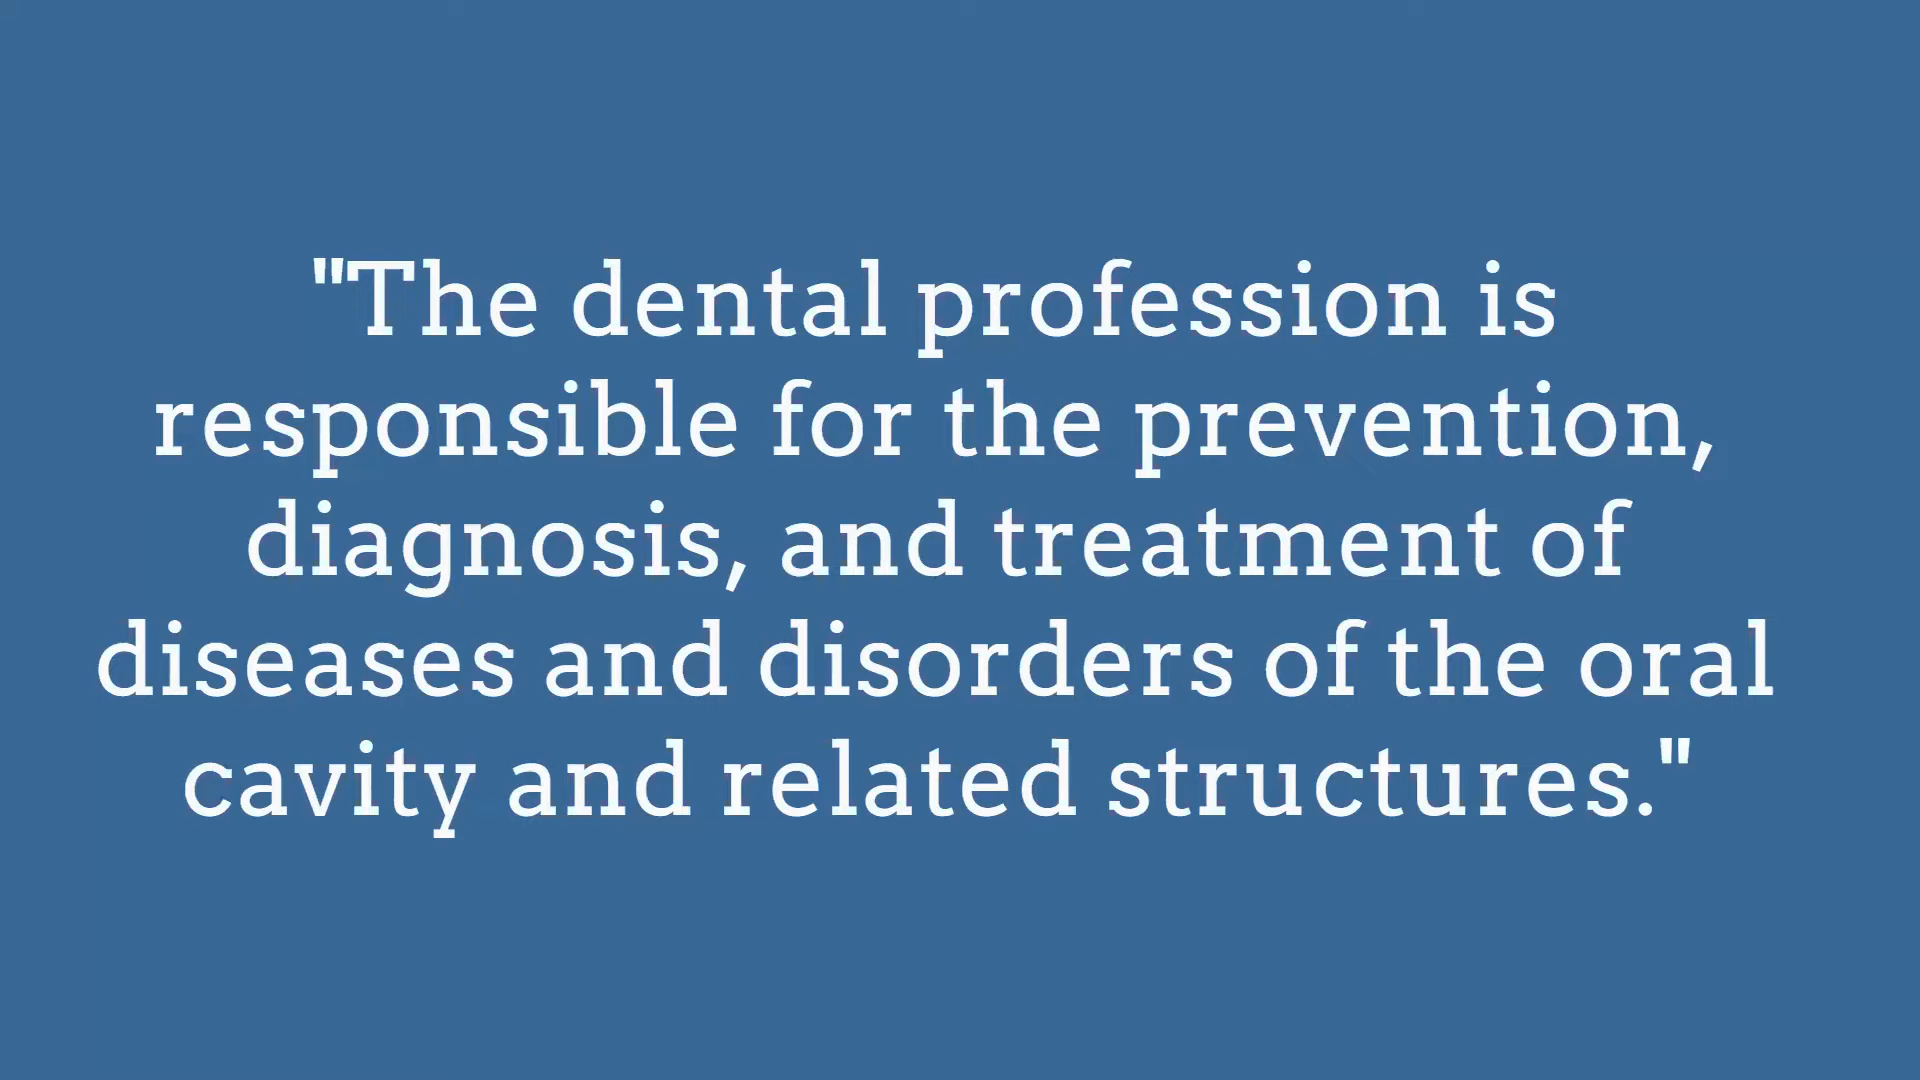 "The dental profession is
responsible for the prevention,
diagnosis, and treatment of
diseases and disorders of the oral
cavity and related structures."